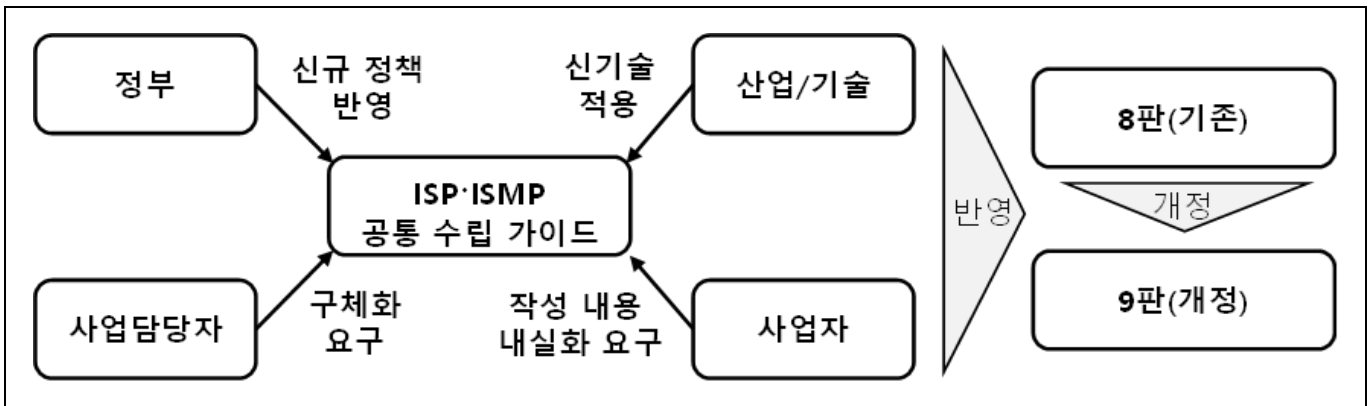 정부
신규 정책
반영
신기술
적용
산업/기술
ISP·ISMP
공통 수립 가이드
사업담당자
구체화
요구
작성 내용
내실화 요구
사업자
반영
8판(기존)
개정
9판(개정)